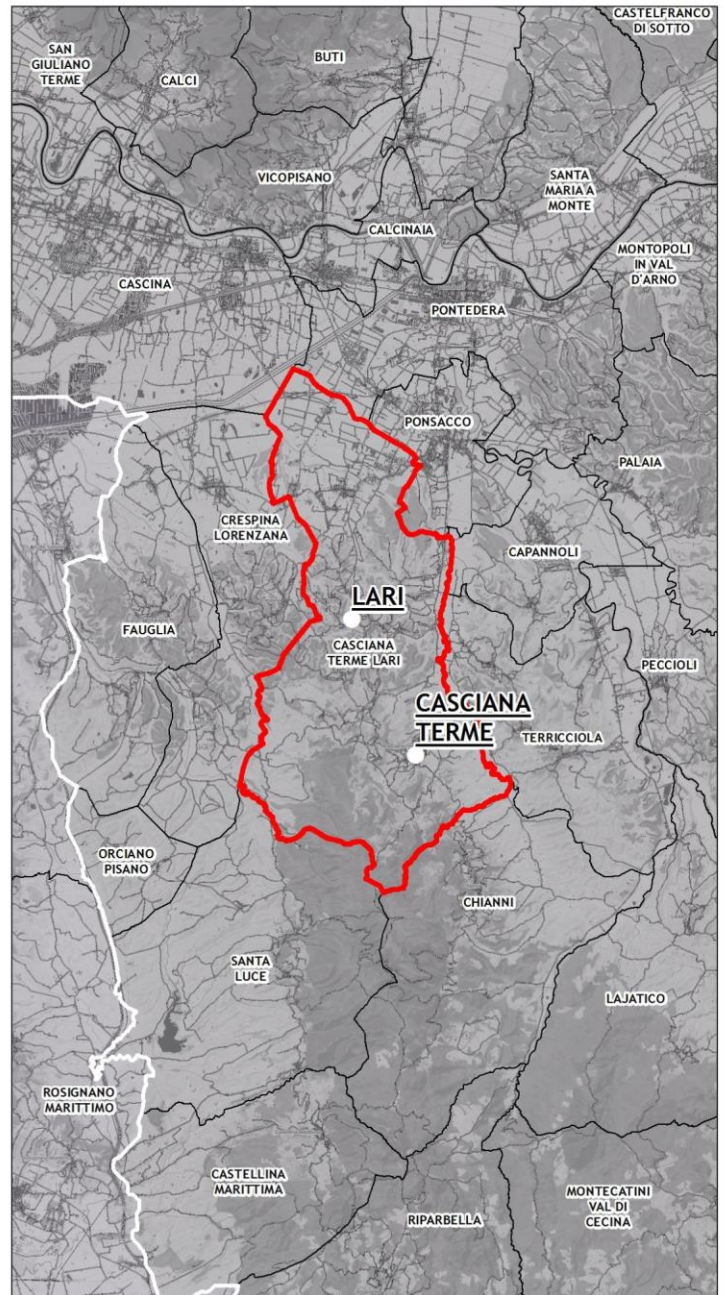 CASTELFRANCO
DI SOTTO
SAN
GIULIANO
TERME
CALCI
BUTI
VICOPISANO
SANTA
MARIA A
MONTE
CALCINAIA
MONTOPOLI
IN VAL
D'ARNO
CASCINA
PONTEDERA
PONSACCO
PALAIA
CRESPINA
LORENZANA
CAPANNOLI
LARI
FAUGLIA
CASCIANA
TERME LARI
PECCIOLI
CASCIANA
TERME
TERRICCIOLA
ORCIANO
PISANO
CHIANNI
SANTA
LUCE
LAJATICO
ROSIGNANO
MARITTIMO
CASTELLINA
MARITTIMA
MONTECATINI
VAL DI
CECINA
RIPARBELLA